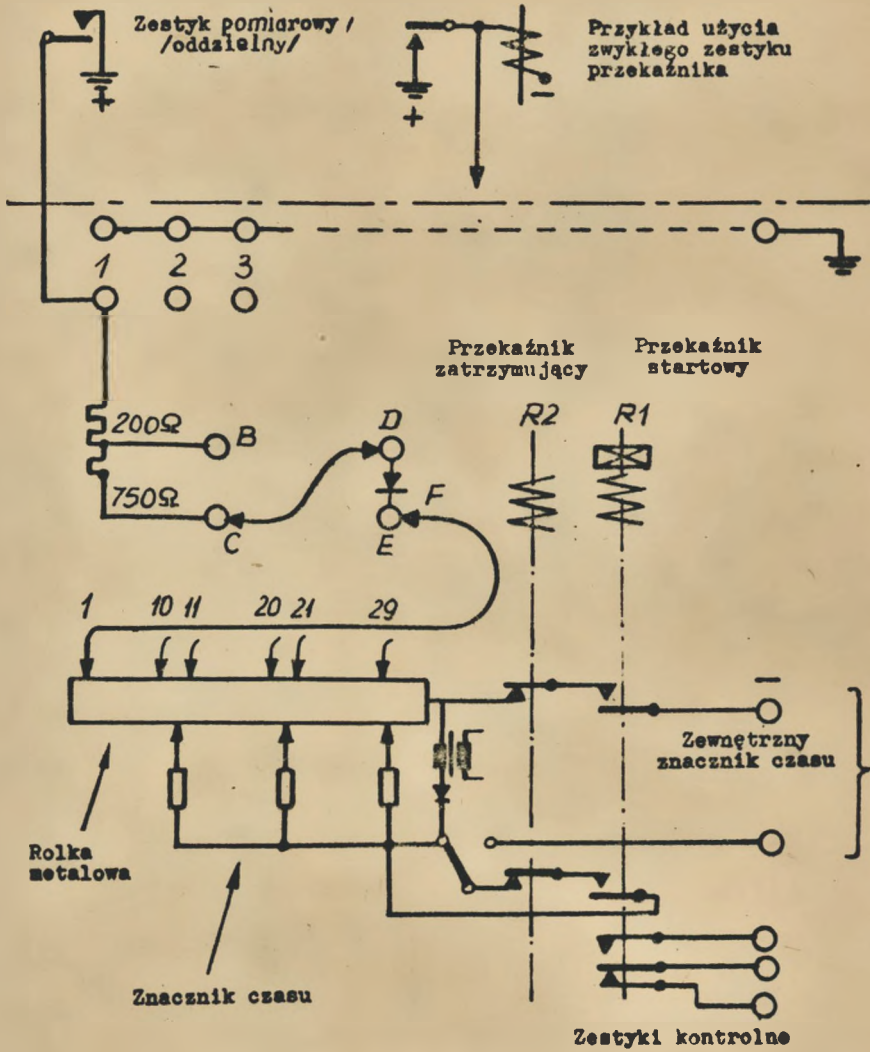 Zestyk pomiarowy /
/oddzielny/
+
Przykład użycia
zwykłego zestyku
przekaźnika
+
−
1 2 3
Przekaźnik
zatrzymujący
Przekaźnik
startowy
R2
R1
200Ω
B
D
750Ω
C
E
F
1 10 11 20 21 29
−
Zewnętrzny
znacznik czasu
Rolka
metalowa
Znacznik czasu
Zestyki kontrolne